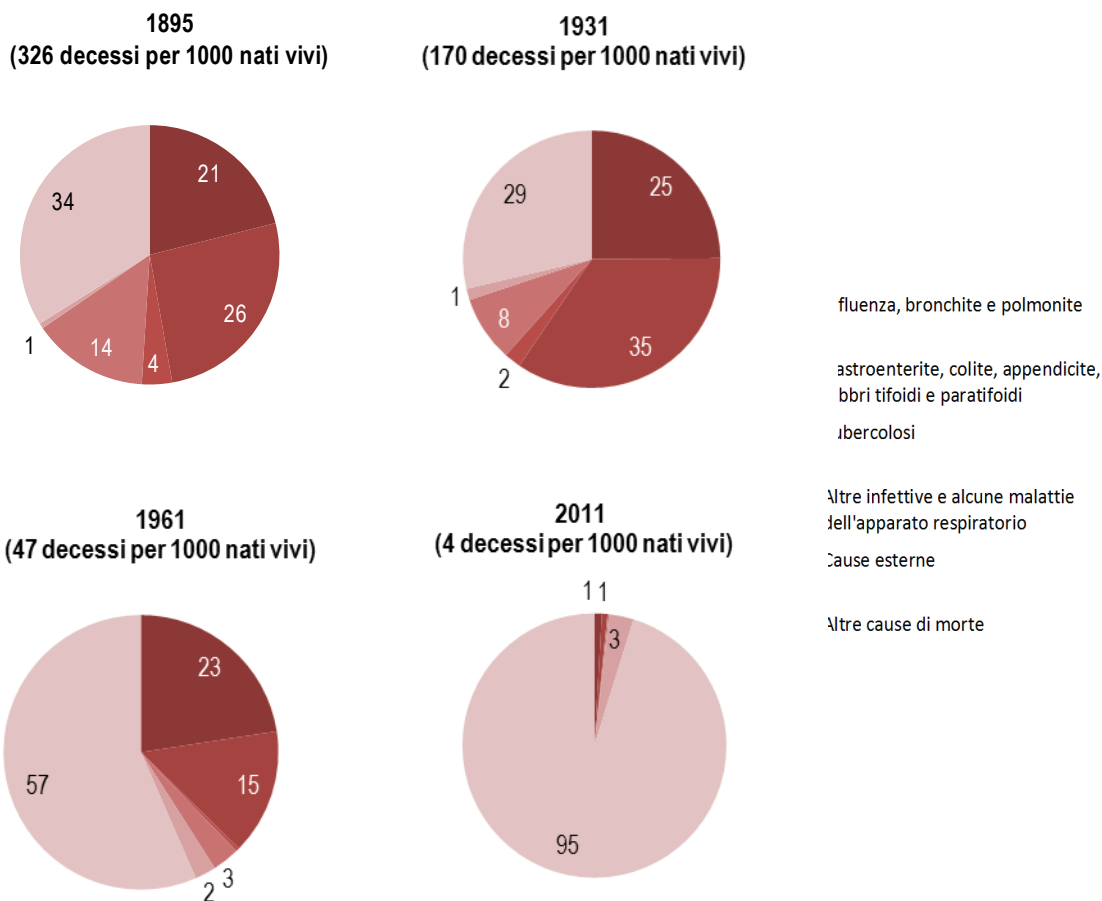 1895
(326 decessi per 1000 nati vivi)
21
26
4
14
1
34
1931
(170 decessi per 1000 nati vivi)
25
35
2
8
1
29
1961
(47 decessi per 1000 nati vivi)
23
15
3
2
57
2011
(4 decessi per 1000 nati vivi)
1 1
3
95
fluenza, bronchite e polmonite
astroenterite, colite, appendicite,
bbri tifoidi e paratifoidi
ubercolosi
Altre infettive e alcune malattie
dell'apparato respiratorio
Cause esterne
Altre cause di morte